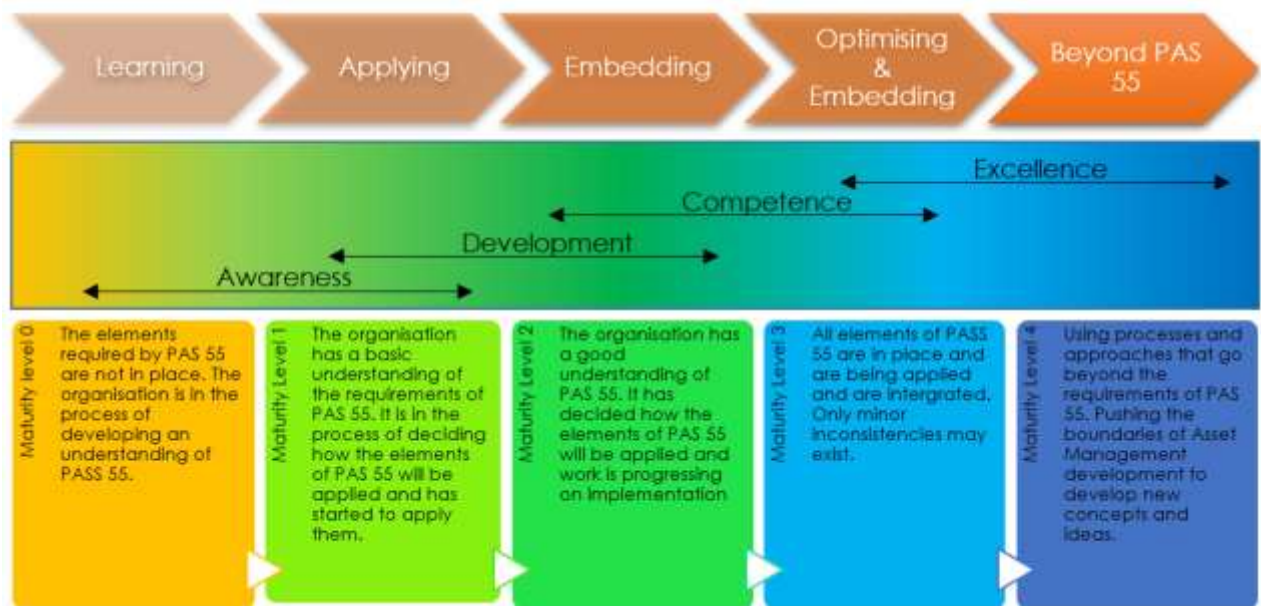 Learning
Applying
Embedding
Optimising
&
Embedding
Beyond PAS
55
Excellence
Competence
Development
Awareness
Maturity level 0
The elements
required by PAS 55
are not in place. The
organisation is in the
process of
developing an
understanding of
PASS 55.
Maturity Level 1
The organisation
has a basic
understanding of
the requirements of
PAS 55. It is in the
process of deciding
how the elements
of PAS 55 will be
applied and has
started to apply
them.
Maturity Level 2
The organisation has
a good
understanding of
PAS 55. It has
decided how the
elements of PAS 55
will be applied and
work is progressing
on implementation
Maturity Level 3
All elements of PASS
55 are in place and
are being applied
and are intergrated.
Only minor
inconsistencies may
exist.
Maturity Level 4
Using processes and
approaches that go
beyond the
requirements of PAS
55. Pushing the
boundaries of Asset
Management
development to
develop new
concepts and
ideas.